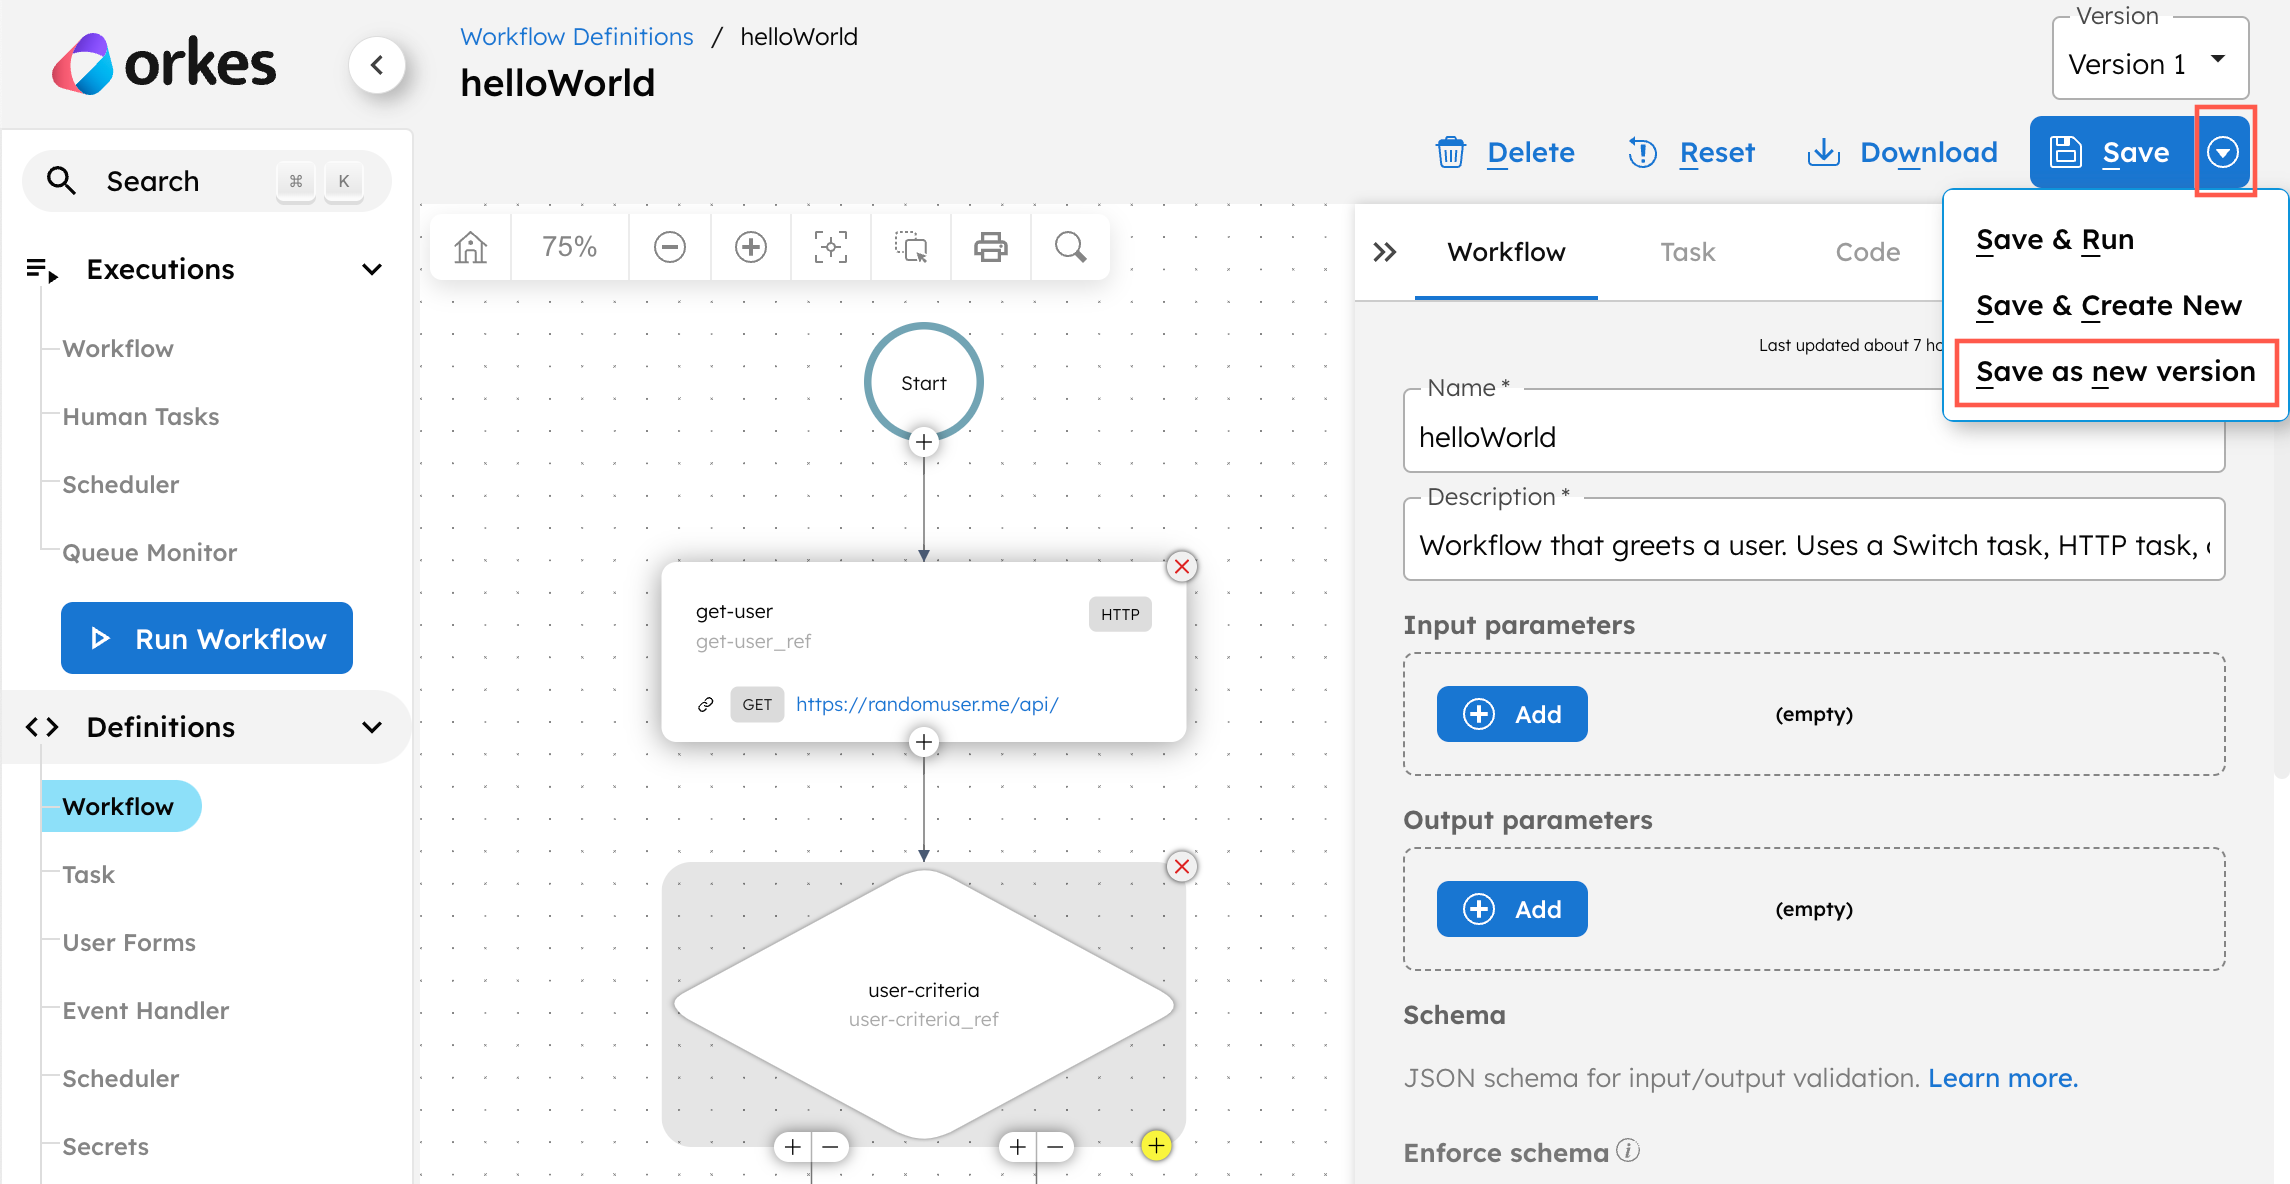 orkes
Workflow Definitions / helloWorld
helloWorld
Version
Version 1
Delete
Reset
Download
Save
Save & Run
Save & Create New
Save as new version
Search
⌘ K
Executions
Workflow
Human Tasks
Scheduler
Queue Monitor
Run Workflow
Definitions
Workflow
Task
User Forms
Event Handler
Scheduler
Secrets
75%
Start
get-user
HTTP
get-user_ref
GET https://randomuser.me/api/
user-criteria
user-criteria_ref
Workflow
Task
Code
Last updated about 7
Name *
helloWorld
Description *
Workflow that greets a user. Uses a Switch task, HTTP task,
Input parameters
Add
(empty)
Output parameters
Add
(empty)
Schema
JSON schema for input/output validation. Learn more.
Enforce schema